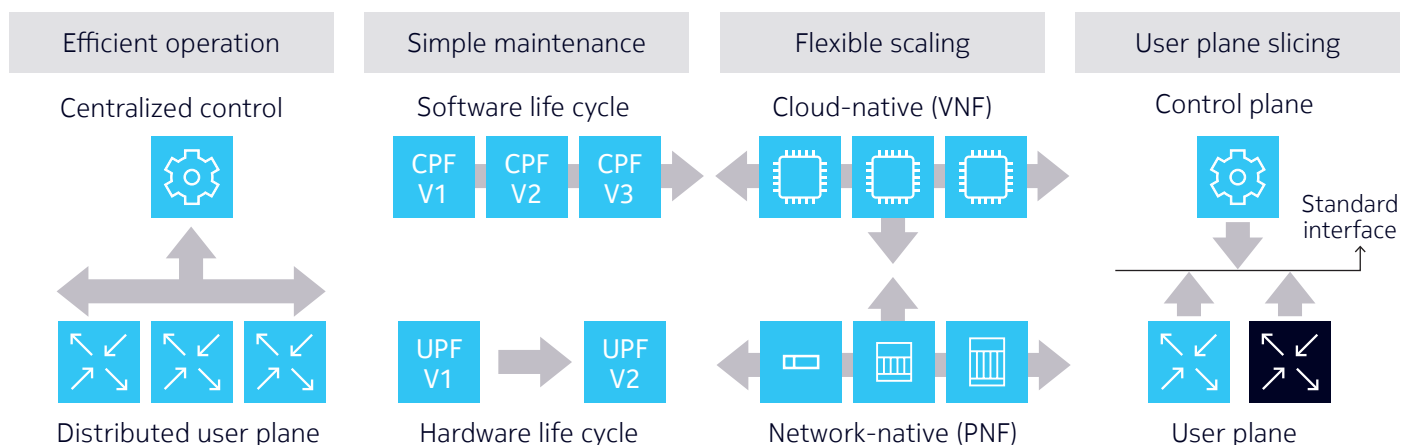 Efficient operation
Simple maintenance
Flexible scaling
User plane slicing
Centralized control
Software life cycle
Cloud-native (VNF)
Control plane
CPF
V1
CPF
V2
CPF
V3
Standard
interface
UPF
V1
UPF
V2
Distributed user plane
Hardware life cycle
Network-native (PNF)
User plane